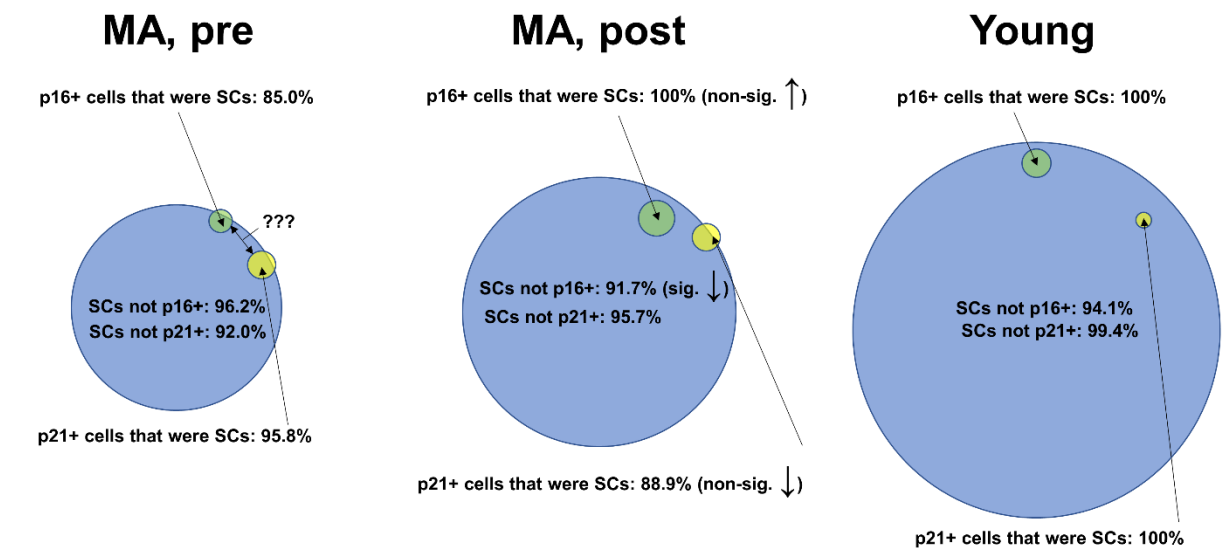 MA, pre
p16+ cells that were SCs: 85.0%
???
SCs not p16+: 96.2%
SCs not p21+: 92.0%
p21+ cells that were SCs: 95.8%
MA, post
p16+ cells that were SCs: 100% (non-sig. ↑)
SCs not p16+: 91.7% (sig. ↓)
SCs not p21+: 95.7%
p21+ cells that were SCs: 88.9% (non-sig. ↓)
Young
p16+ cells that were SCs: 100%
SCs not p16+: 94.1%
SCs not p21+: 99.4%
p21+ cells that were SCs: 100%